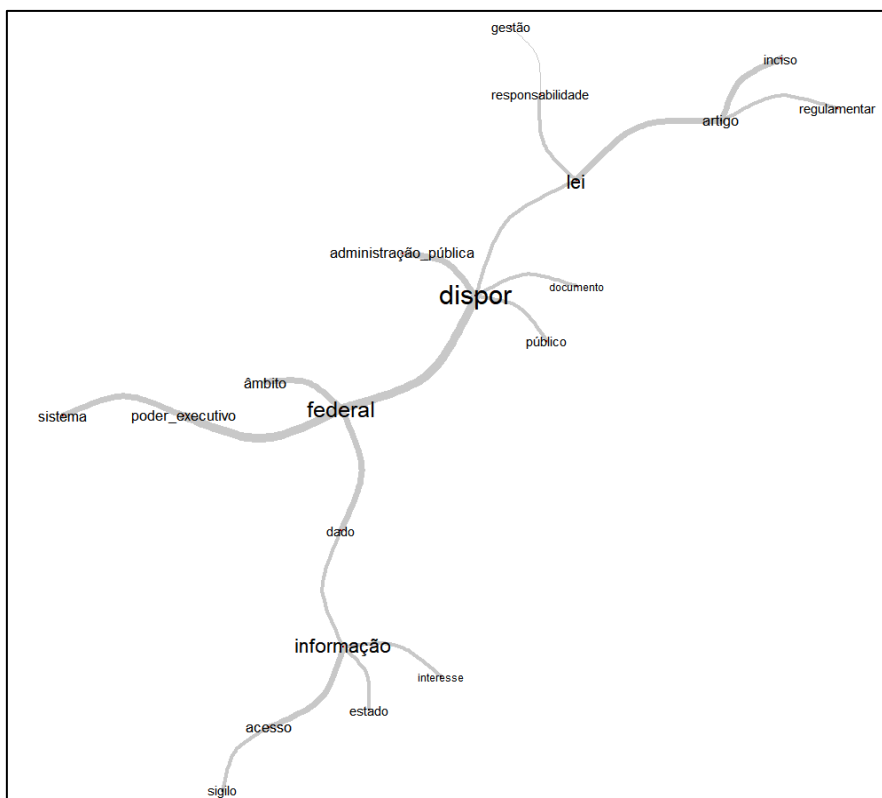 gestão
inciso
responsabilidade
regulamentar
artigo
lei
administração_pública
documento
dispor
público
âmbito
federal
sistema
poder_executivo
dado
informação
interesse
estado
acesso
sigilo